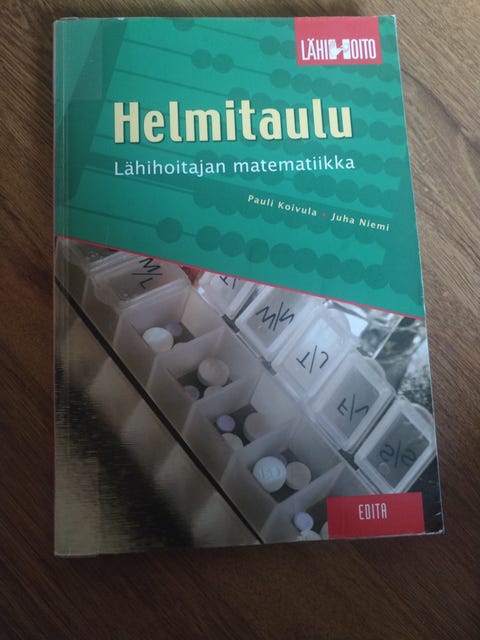 LÄHIHOITO
Helmitaulu
Lähihoitajan matematiikka
Pauli Koivula • Juha Niemi
M/L
T/T
W/N
T/L
V/F
S/S
EDITA